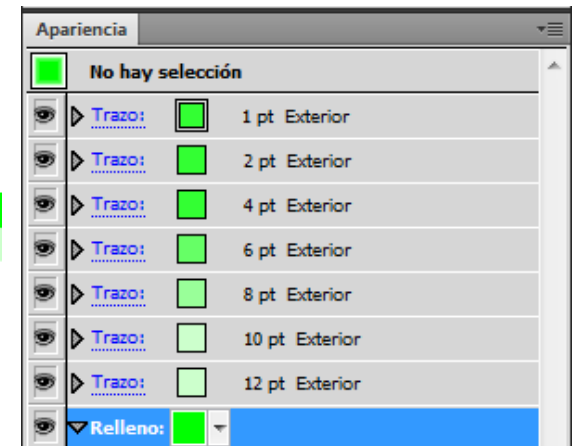 Apariencia
No hay selección
Trazo: 1 pt Exterior
Trazo: 2 pt Exterior
Trazo: 4 pt Exterior
Trazo: 6 pt Exterior
Trazo: 8 pt Exterior
Trazo: 10 pt Exterior
Trazo: 12 pt Exterior
Relleno: